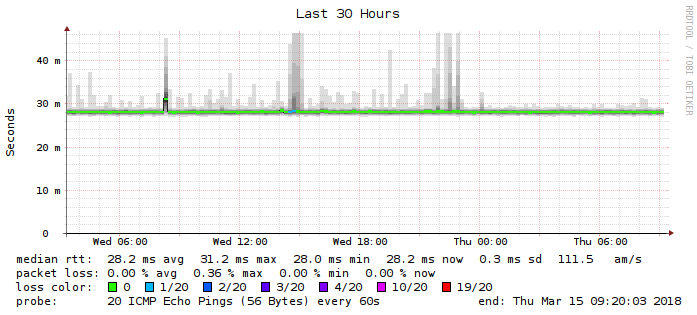 Last 30 Hours
RRDTOOL / TOBI OETIKER
Seconds
40 m
30 m
20 m
10 m
0
Wed 06:00 Wed 12:00 Wed 18:00 Thu 00:00 Thu 06:00
median rtt: 28.2 ms avg 31.2 ms max 28.0 ms min 28.2 ms now 0.3 ms sd 111.5 am/s
packet loss: 0.00 % avg 0.36 % max 0.00 % min 0.00 % now
loss color: 0 1/20 2/20 3/20 4/20 10/20 19/20
probe: 20 ICMP Echo Pings (56 Bytes) every 60s end: Thu Mar 15 09:20:03 2018